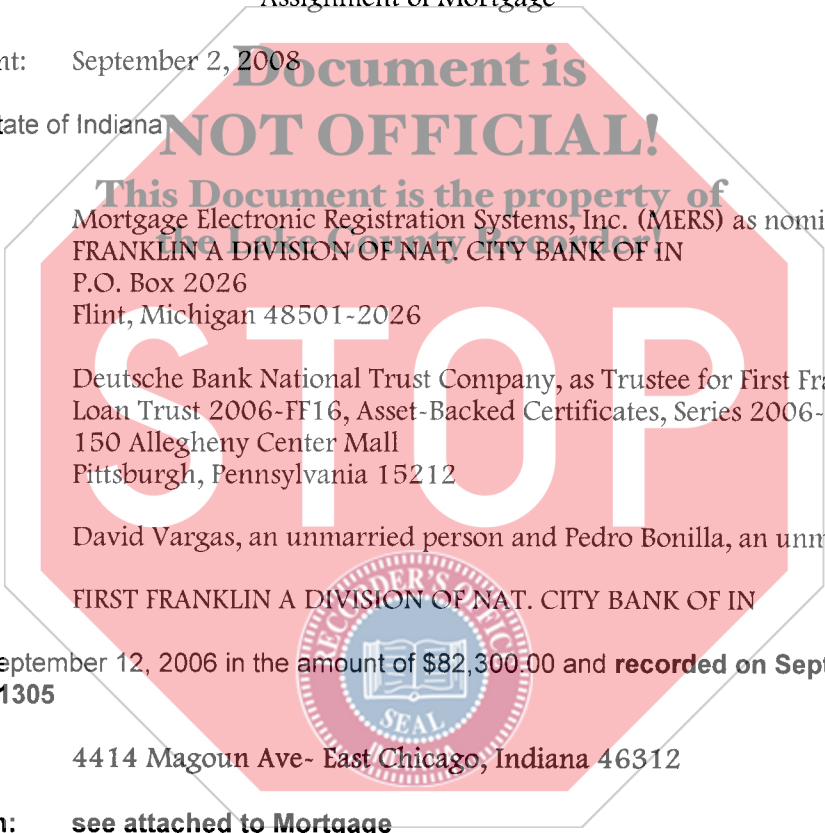 Assignment of Mortgage
nt: September 2, 2008
Document is
tate of Indiana
NOT OFFICIAL!
This Document is the property of
the Lake County Recorder!
Mortgage Electronic Registration Systems, Inc. (MERS) as nomi
FRANKLIN A DIVISION OF NAT. CITY BANK OF IN
P.O. Box 2026
Flint, Michigan 48501-2026
STOP
Deutsche Bank National Trust Company, as Trustee for First Fra
Loan Trust 2006-FF16, Asset-Backed Certificates, Series 2006-
150 Allegheny Center Mall
Pittsburgh, Pennsylvania 15212
David Vargas, an unmarried person and Pedro Bonilla, an unm
RECORDER'S OFFICE
FIRST FRANKLIN A DIVISION OF NAT. CITY BANK OF IN
eptember 12, 2006 in the amount of $82,300.00 and recorded on Sept
1305
SEAL
INDIANA
4414 Magoun Ave- East Chicago, Indiana 46312
n: see attached to Mortgage